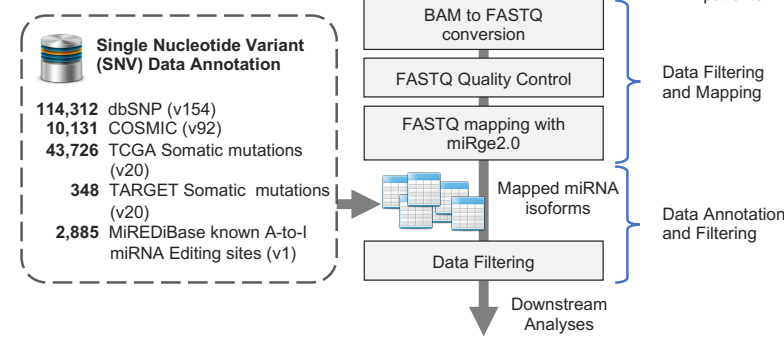 BAM to FASTQ
conversion
FASTQ Quality Control
FASTQ mapping with
miRge2.0
Data Filtering
and Mapping
Single Nucleotide Variant
(SNV) Data Annotation
114,312 dbSNP (v154)
10,131 COSMIC (v92)
43,726 TCGA Somatic mutations
(v20)
348 TARGET Somatic mutations
(v20)
2,885 MiREDiBase known A-to-I
miRNA Editing sites (v1)
Mapped miRNA
isoforms
Data Annotation
and Filtering
Data Filtering
Downstream
Analyses